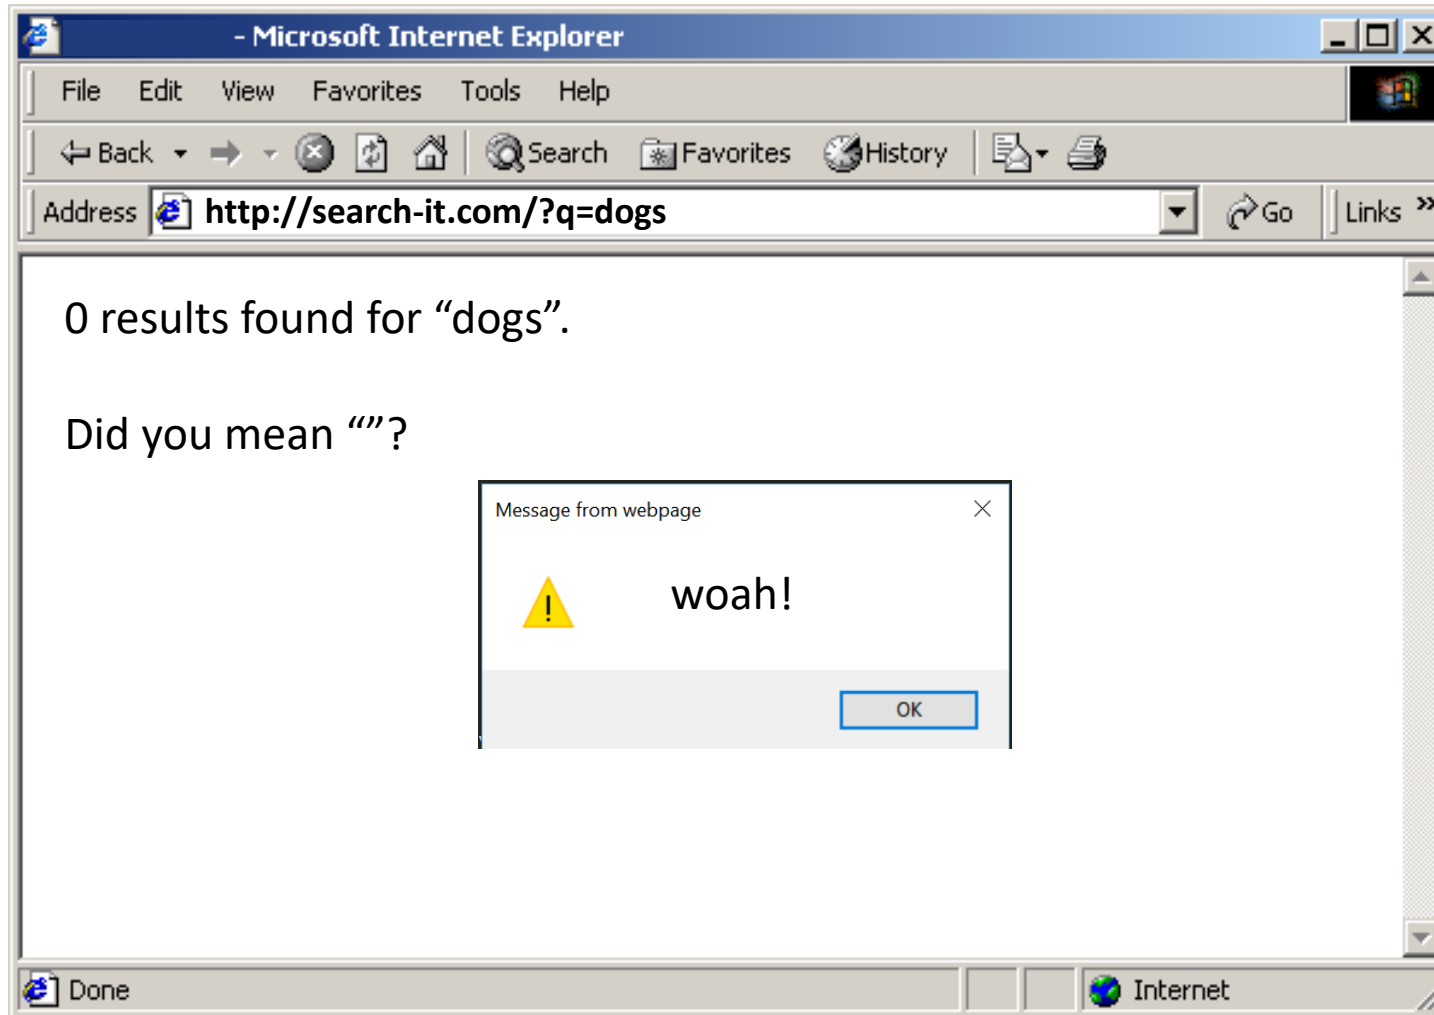 - Microsoft Internet Explorer
File Edit View Favorites Tools Help
Back Search Favorites History
Address http://search-it.com/?q=dogs Go Links »
0 results found for “dogs”.
Did you mean “”?
Message from webpage
woah!
OK
Done Internet